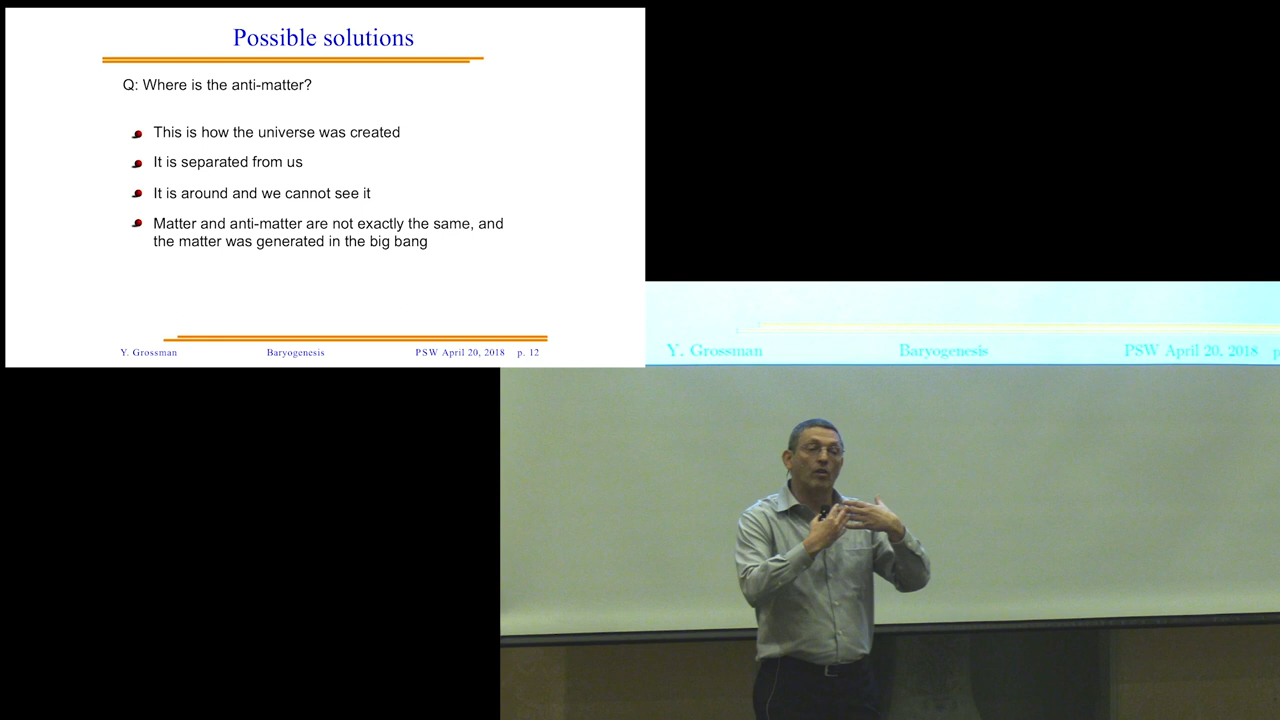 Possible solutions
Q: Where is the anti-matter?
This is how the universe was created
It is separated from us
It is around and we cannot see it
Matter and anti-matter are not exactly the same, and
the matter was generated in the big bang
Y. Grossman Baryogenesis PSW April 20, 2018 p. 12
Y. Grossman Baryogenesis PSW April 20, 2018 p